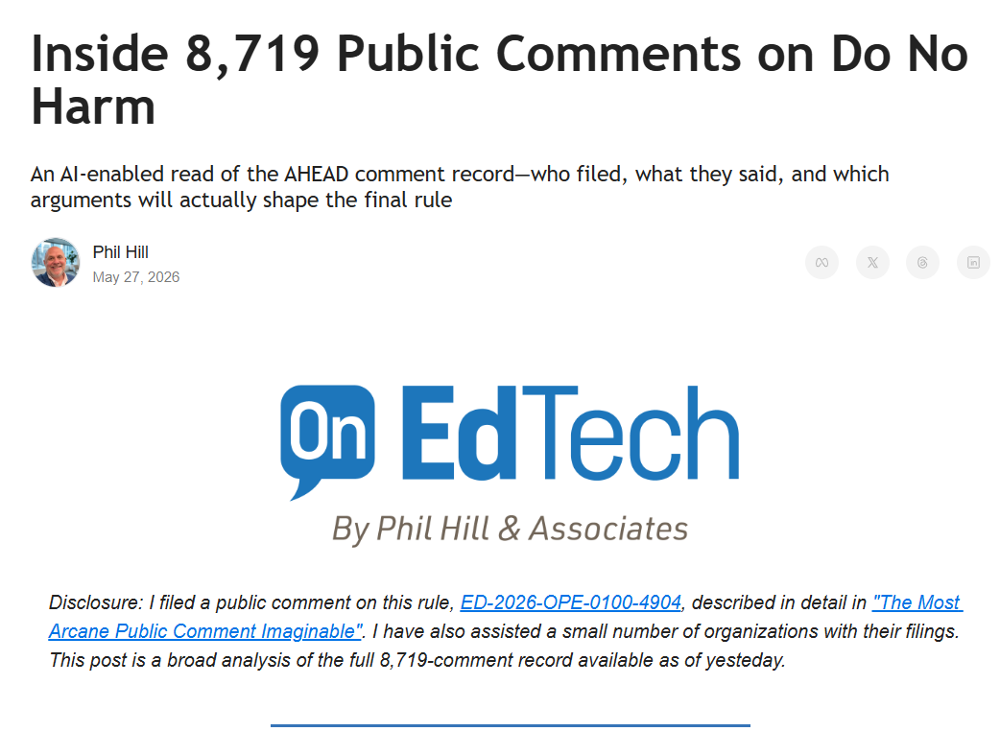 Inside 8,719 Public Comments on Do No
Harm
An AI-enabled read of the AHEAD comment record—who filed, what they said, and which
arguments will actually shape the final rule
Phil Hill
May 27, 2026
On EdTech
By Phil Hill & Associates
Disclosure: I filed a public comment on this rule, ED-2026-OPE-0100-4904, described in detail in "The Most
Arcane Public Comment Imaginable". I have also assisted a small number of organizations with their filings.
This post is a broad analysis of the full 8,719-comment record available as of yesteday.